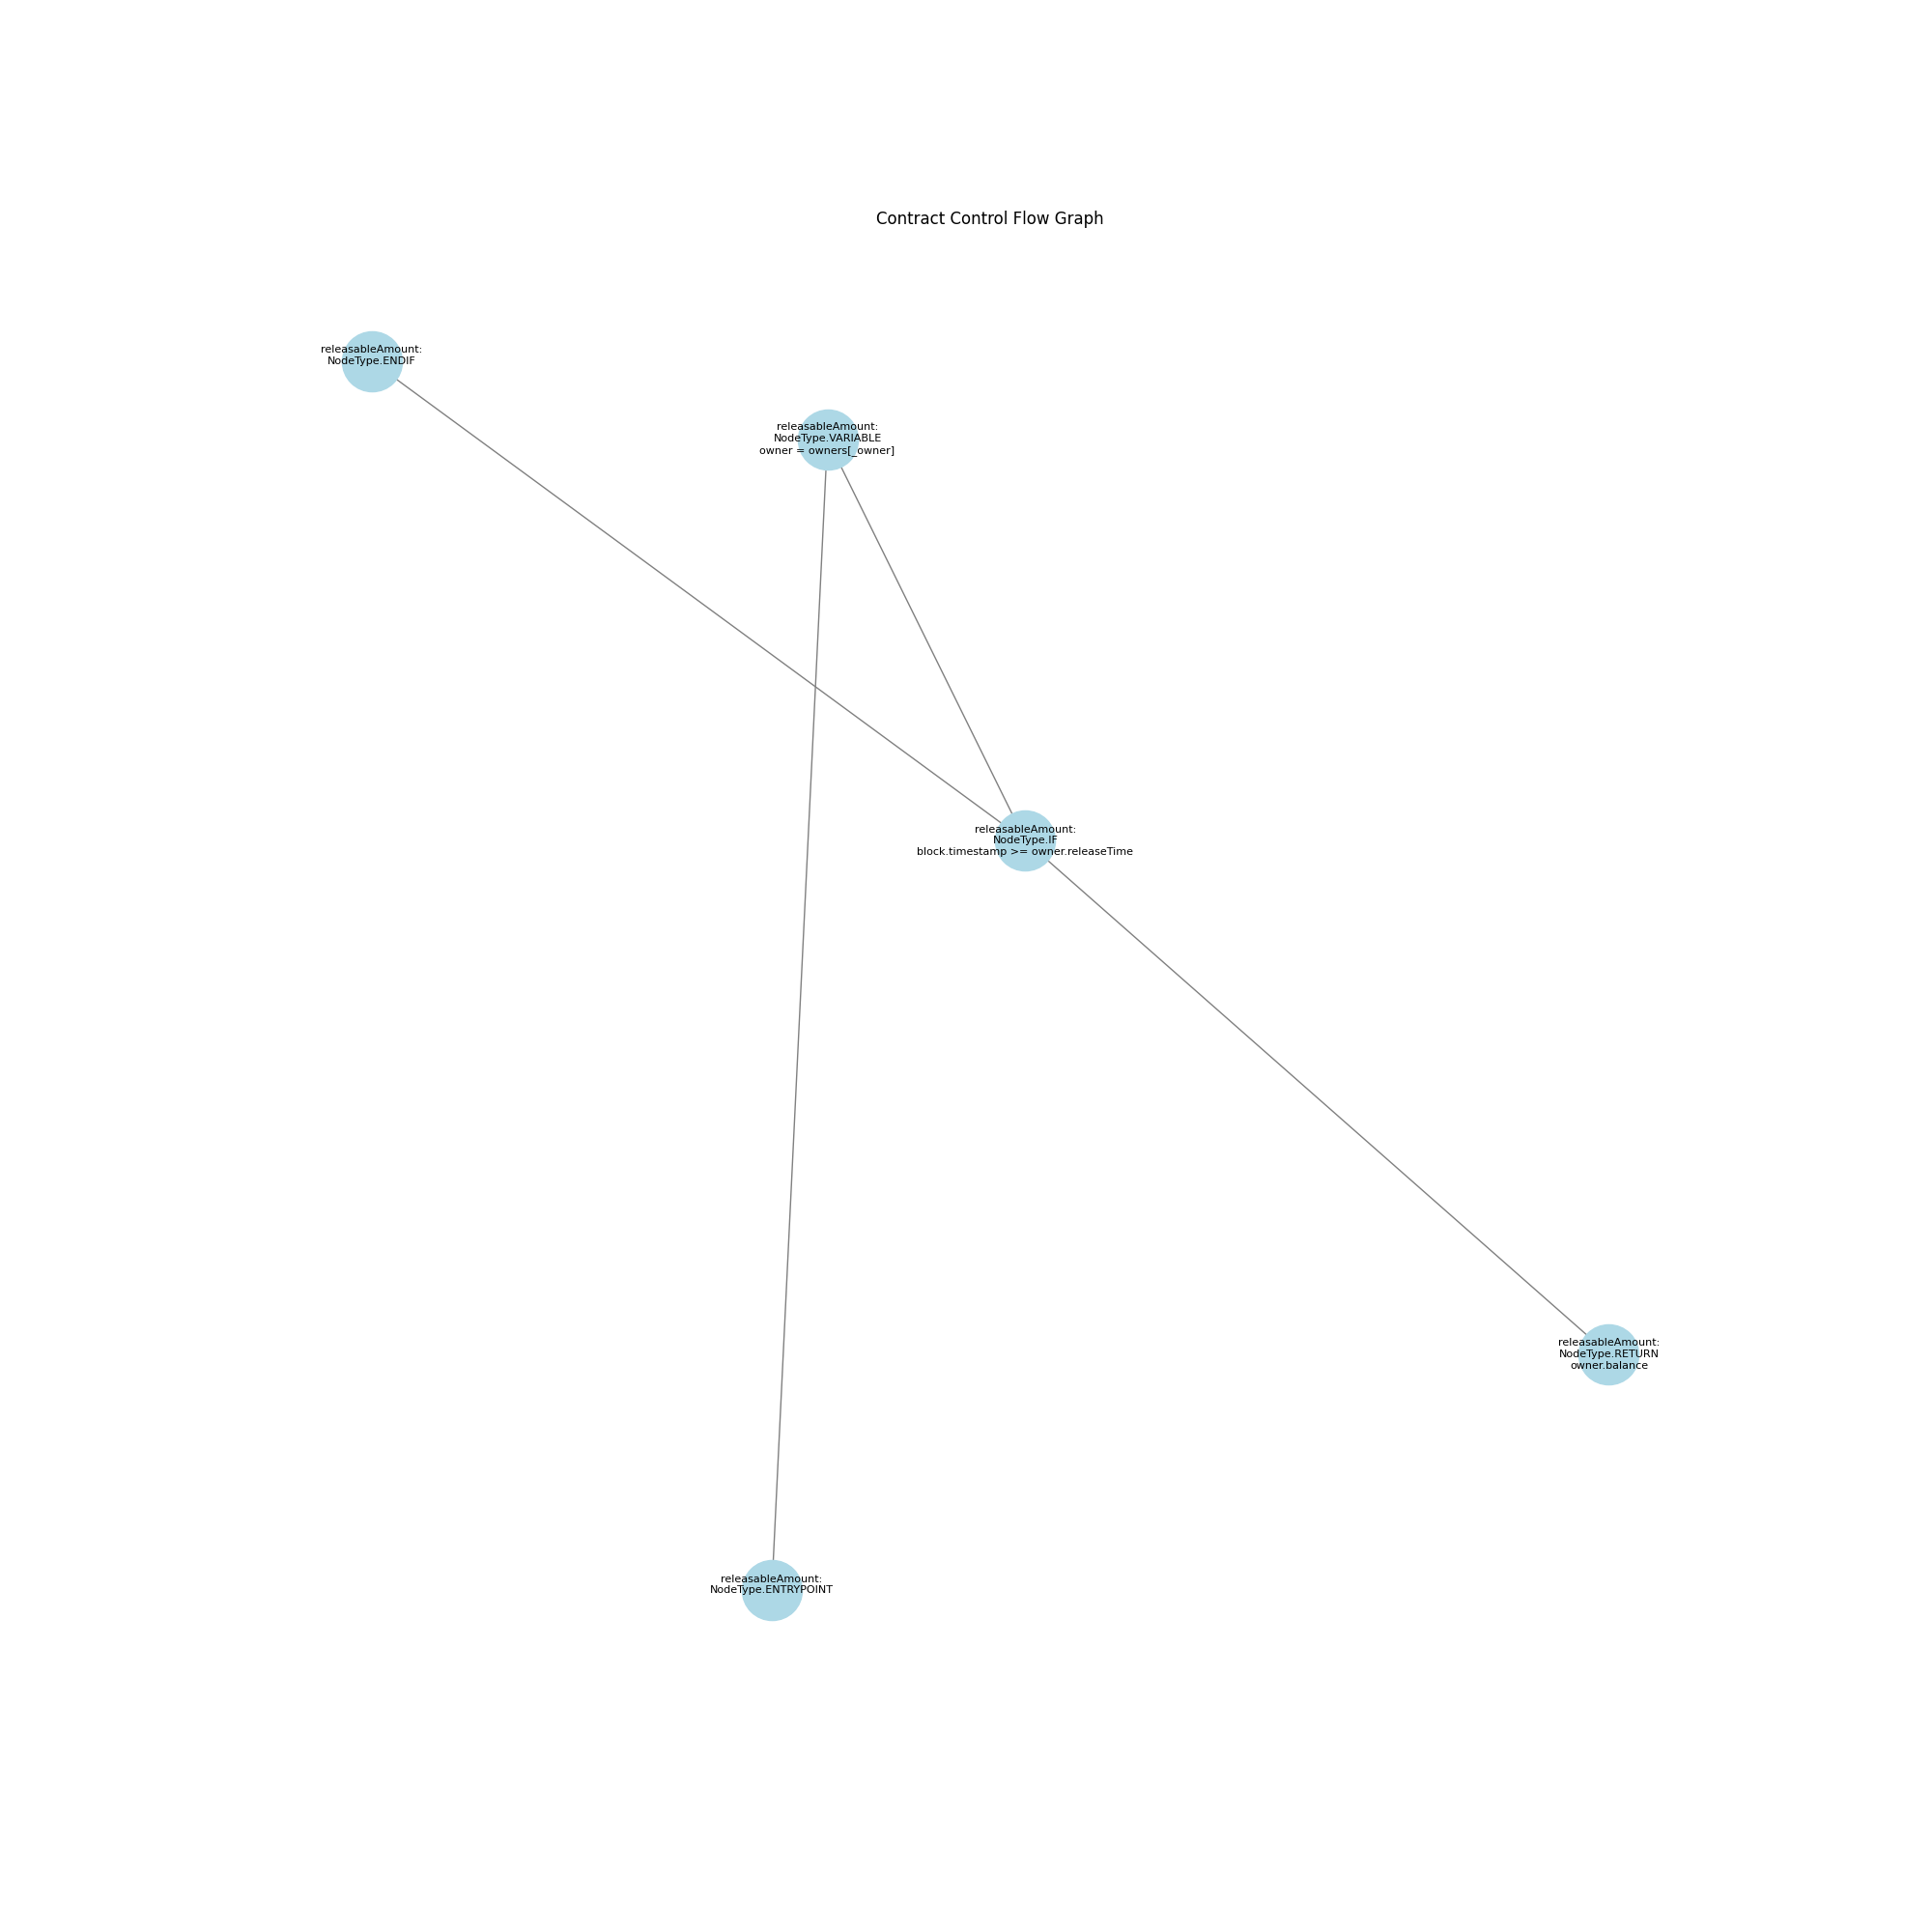 Contract Control Flow Graph
releasableAmount:
NodeType.ENDIF
releasableAmount:
NodeType.VARIABLE
owner = owners[_owner]
releasableAmount:
NodeType.IF
block.timestamp >= owner.releaseTime
releasableAmount:
NodeType.RETURN
owner.balance
releasableAmount:
NodeType.ENTRYPOINT